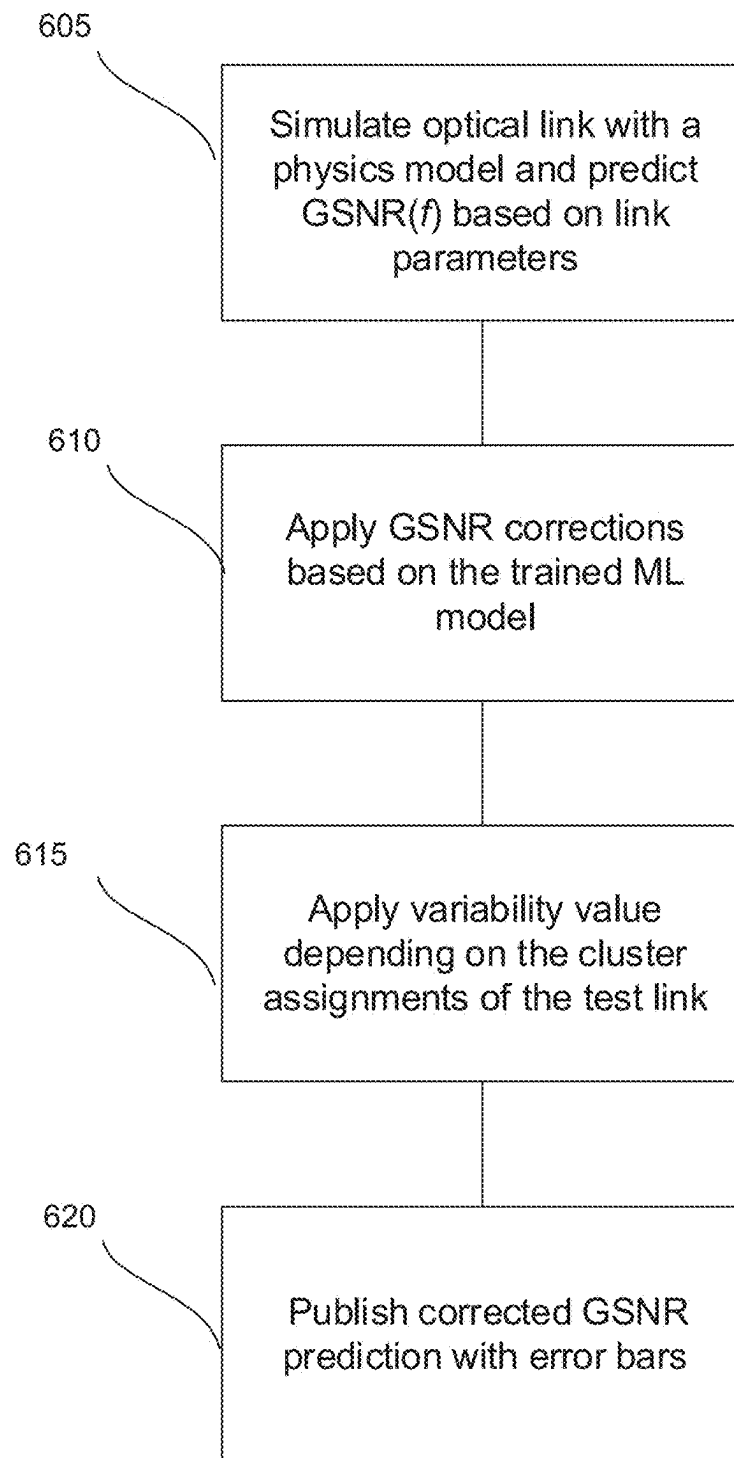 605
Simulate optical link with a
physics model and predict
GSNR(f) based on link
parameters
610
Apply GSNR corrections
based on the trained ML
model
615
Apply variability value
depending on the cluster
assignments of the test link
620
Publish corrected GSNR
prediction with error bars